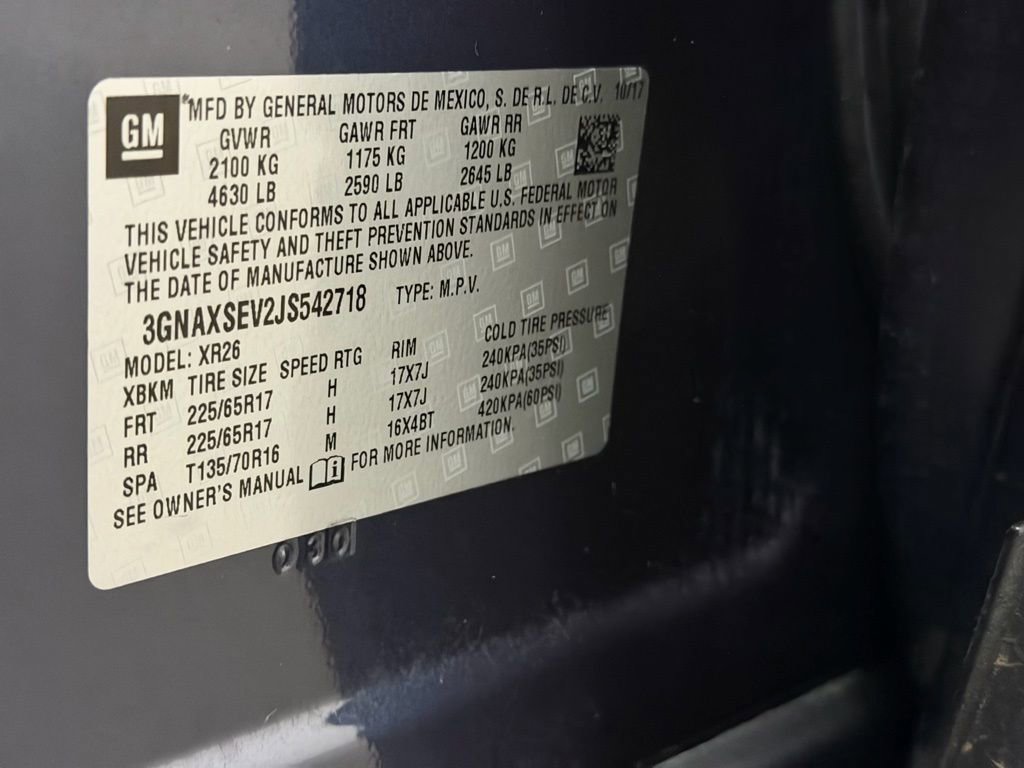 GM
*MFD BY GENERAL MOTORS DE MEXICO, S. DE R.L. DE C.V. 10/17
GVWR GAWR FRT GAWR RR
2100 KG 1175 KG 1200 KG
4630 LB 2590 LB 2645 LB
THIS VEHICLE CONFORMS TO ALL APPLICABLE U.S. FEDERAL MOTOR
VEHICLE SAFETY AND THEFT PREVENTION STANDARDS IN EFFECT ON
THE DATE OF MANUFACTURE SHOWN ABOVE.
3GNAXSEV2JS542718 TYPE: M.P.V.
MODEL: XR26
XBKM TIRE SIZE SPEED RTG RIM COLD TIRE PRESSURE
FRT 225/65R17 H 17X7J 240KPA(35PSI)
RR 225/65R17 H 17X7J 240KPA(35PSI)
SPA T135/70R16 M 16X4BT 420KPA(60PSI)
SEE OWNER'S MANUAL FOR MORE INFORMATION.